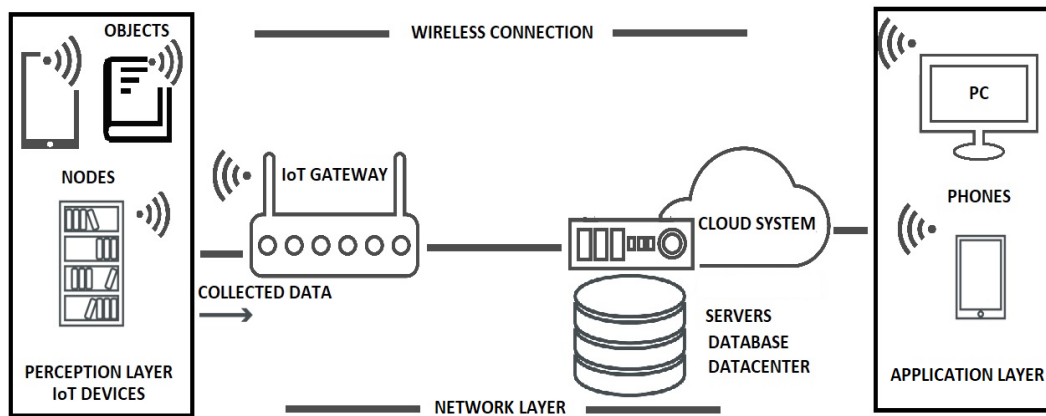 OBJECTS
NODES
PERCEPTION LAYER
IoT DEVICES
WIRELESS CONNECTION
IoT GATEWAY
COLLECTED DATA
CLOUD SYSTEM
SERVERS
DATABASE
DATACENTER
NETWORK LAYER
PC
PHONES
APPLICATION LAYER